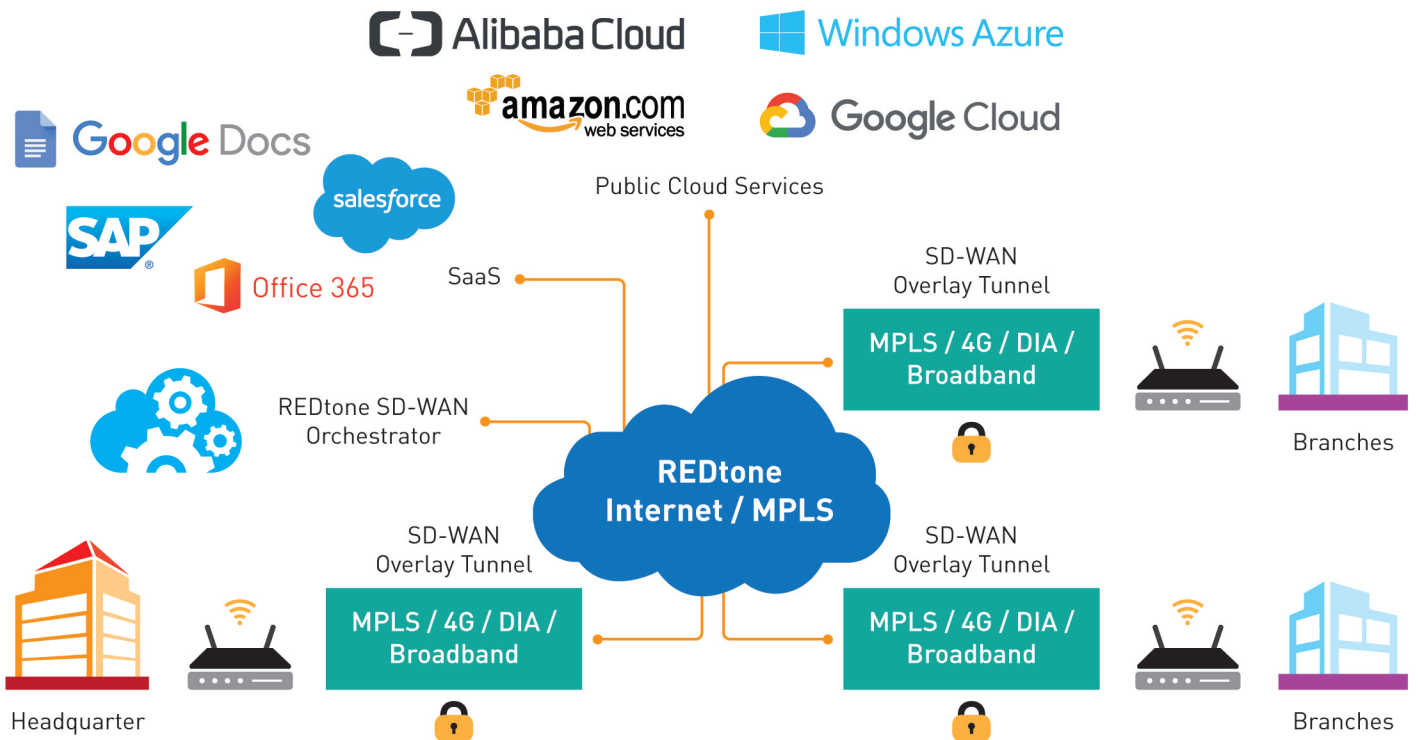 Alibaba Cloud
Windows Azure
amazon.com
web services
Google Cloud
Google Docs
salesforce
Public Cloud Services
SAP
®
Office 365
SaaS
SD-WAN
Overlay Tunnel
MPLS / 4G / DIA /
Broadband
Branches
REDtone SD-WAN
Orchestrator
REDtone
Internet / MPLS
SD-WAN
Overlay Tunnel
MPLS / 4G / DIA /
Broadband
Headquarter
SD-WAN
Overlay Tunnel
MPLS / 4G / DIA /
Broadband
Branches